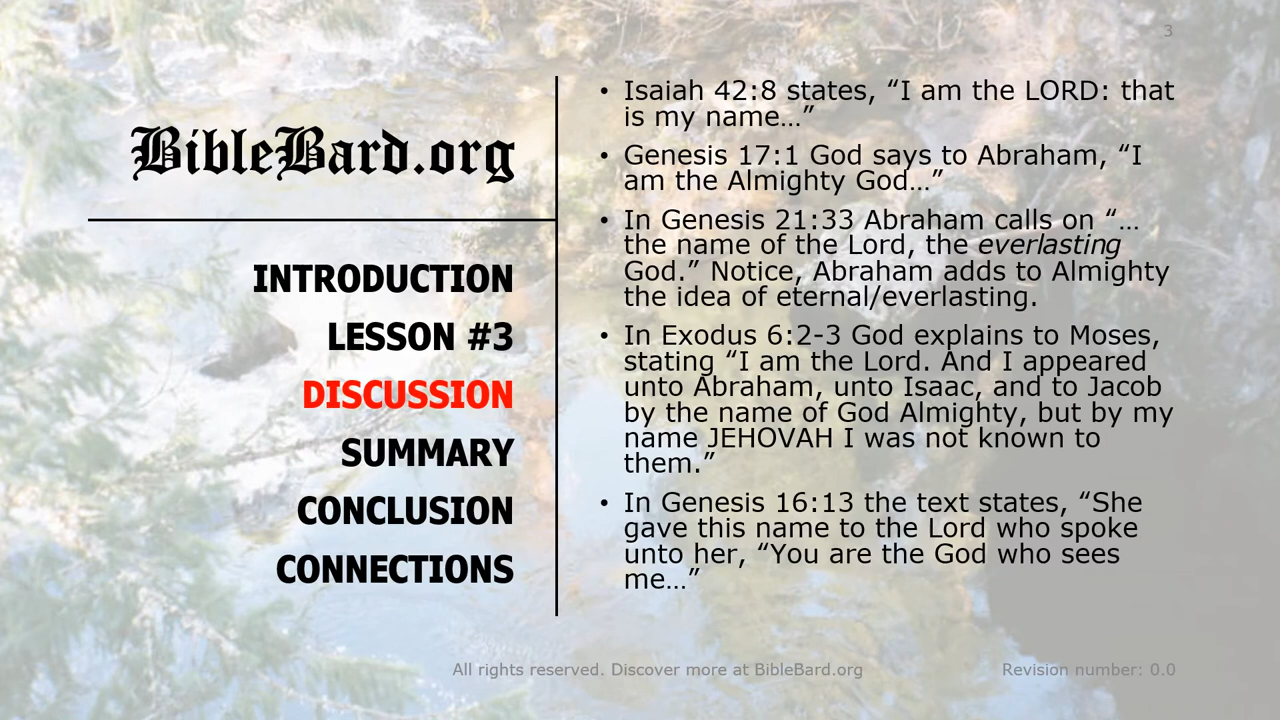 3
BibleBard.org
INTRODUCTION
LESSON #3
DISCUSSION
SUMMARY
CONCLUSION
CONNECTIONS
• Isaiah 42:8 states, “I am the LORD: that
is my name…”
• Genesis 17:1 God says to Abraham, “I
am the Almighty God…”
• In Genesis 21:33 Abraham calls on “…
the name of the Lord, the everlasting
God.” Notice, Abraham adds to Almighty
the idea of eternal/everlasting.
• In Exodus 6:2-3 God explains to Moses,
stating “I am the Lord. And I appeared
unto Abraham, unto Isaac, and to Jacob
by the name of God Almighty, but by my
name JEHOVAH I was not known to
them.”
• In Genesis 16:13 the text states, “She
gave this name to the Lord who spoke
unto her, “You are the God who sees
me…”
All rights reserved. Discover more at BibleBard.org
Revision number: 0.0